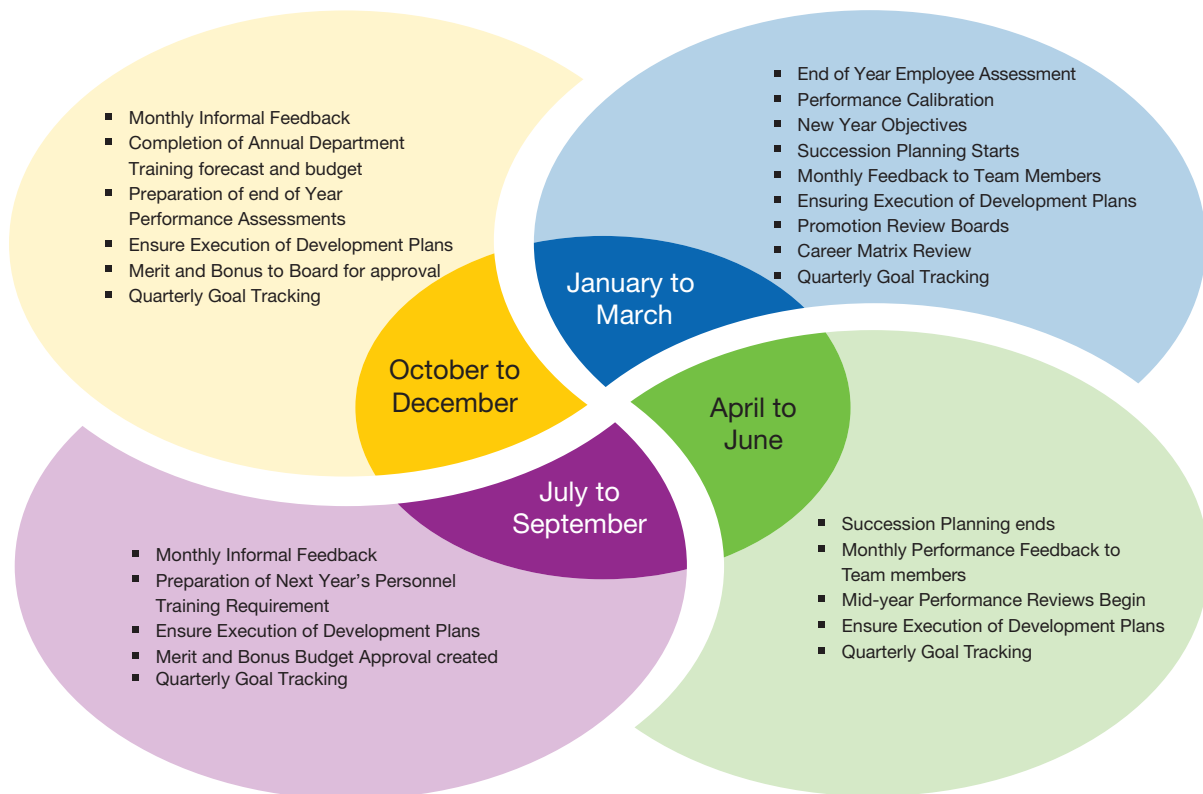 ■ Monthly Informal Feedback
■ Completion of Annual Department
Training forecast and budget
■ Preparation of end of Year
Performance Assessments
■ Ensure Execution of Development Plans
■ Merit and Bonus to Board for approval
■ Quarterly Goal Tracking
October to
December
■ End of Year Employee Assessment
■ Performance Calibration
■ New Year Objectives
■ Succession Planning Starts
■ Monthly Feedback to Team Members
■ Ensuring Execution of Development Plans
■ Promotion Review Boards
■ Career Matrix Review
■ Quarterly Goal Tracking
January to
March
April to
June
■ Succession Planning ends
■ Monthly Performance Feedback to
Team members
■ Mid-year Performance Reviews Begin
■ Ensure Execution of Development Plans
■ Quarterly Goal Tracking
July to
September
■ Monthly Informal Feedback
■ Preparation of Next Year’s Personnel
Training Requirement
■ Ensure Execution of Development Plans
■ Merit and Bonus Budget Approval created
■ Quarterly Goal Tracking